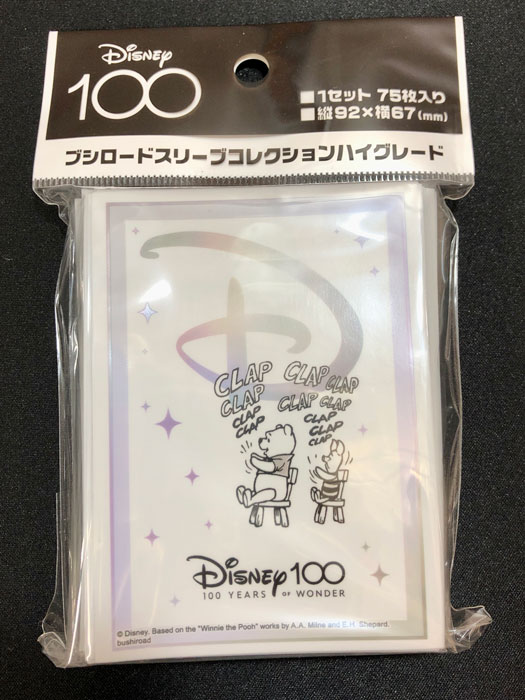 Disney
100
■1セット 75枚入り
■縦92×横67(mm)
ブシロードスリーブコレクションハイグレード
D
CLAP CLAP CLAP
CLAP CLAP CLAP
CLAP CLAP
CLAP CLAP
CLAP
Disney 100
100 YEARS OF WONDER
© Disney. Based on the "Winnie the Pooh" works by A.A. Milne and E.H. Shepard.
bushiroad